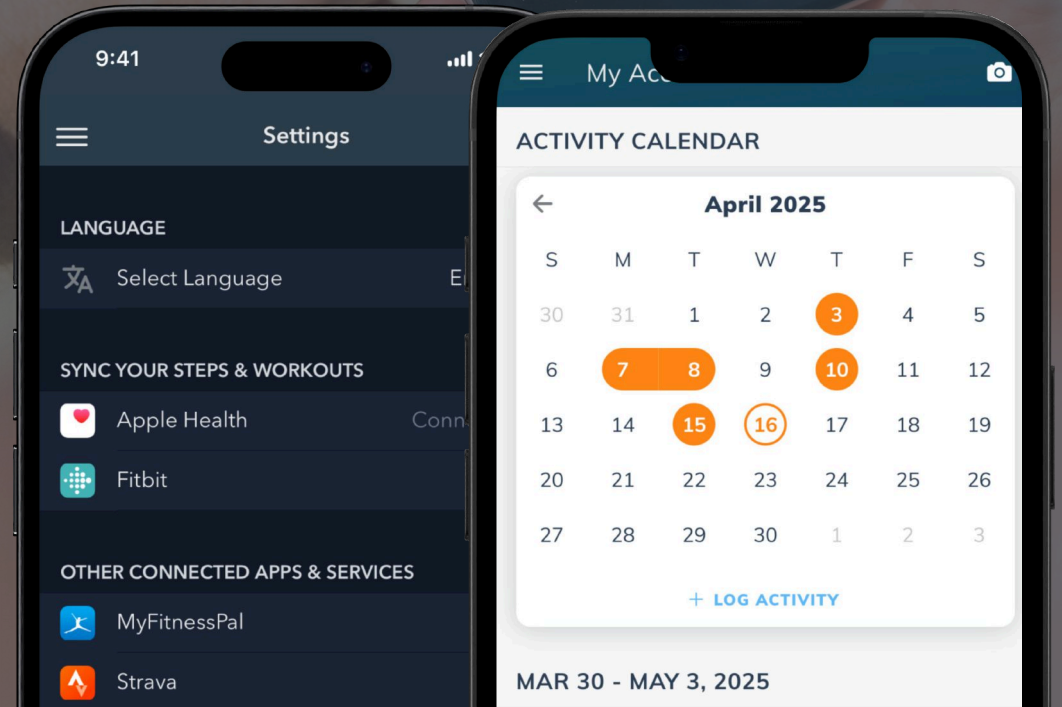 9:41
Settings
LANGUAGE
Select Language
SYNC YOUR STEPS & WORKOUTS
Apple Health
Fitbit
OTHER CONNECTED APPS & SERVICES
MyFitnessPal
Strava
My
ACTIVITY CALENDAR
April 2025
S M T W T F S
30 31 1 2 3 4 5
6 7 8 9 10 11 12
13 14 15 16 17 18 19
20 21 22 23 24 25 26
27 28 29 30 1 2 3
+ LOG ACTIVITY
MAR 30 - MAY 3, 2025